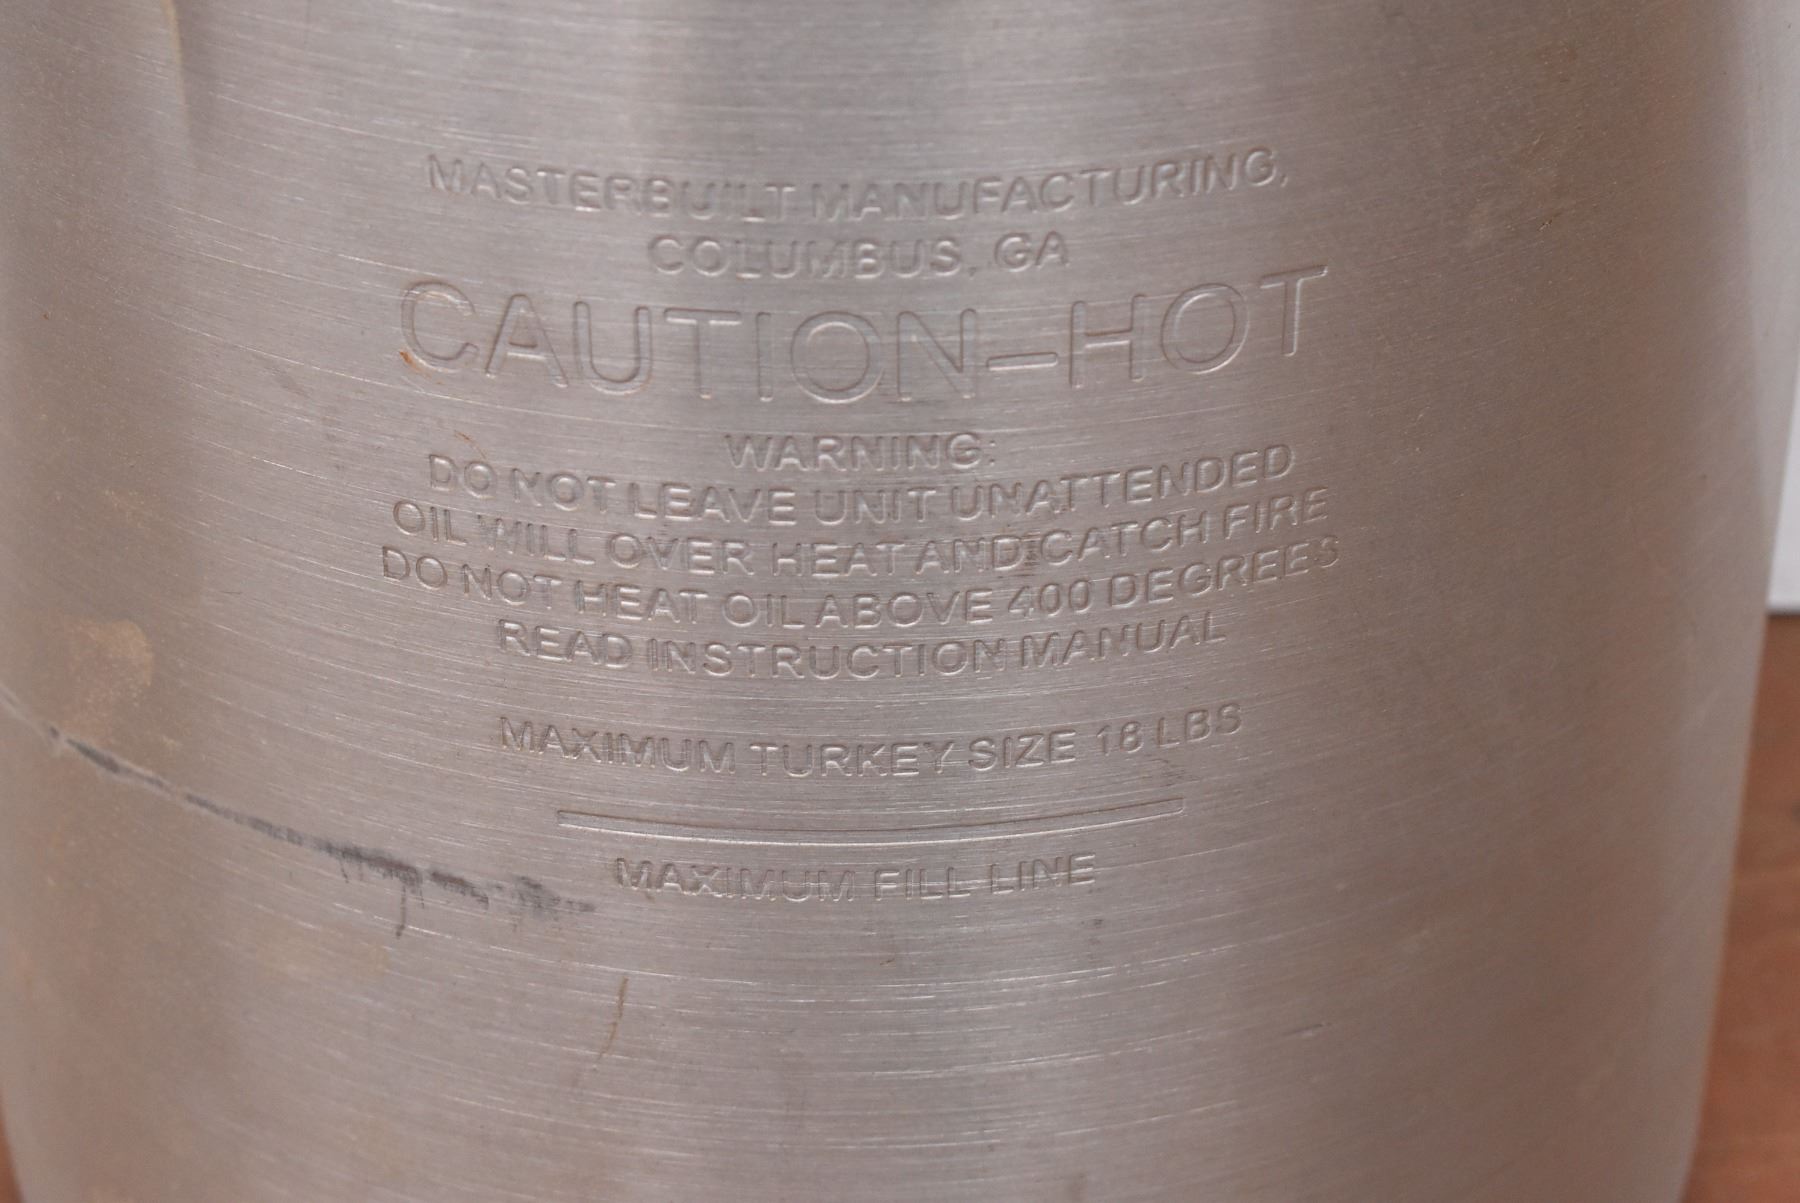 MASTERBUILT MANUFACTURING,
COLUMBUS, GA
CAUTION–HOT
WARNING:
DO NOT LEAVE UNIT UNATTENDED
OIL WILL OVER HEAT AND CATCH FIRE
DO NOT HEAT OIL ABOVE 400 DEGREES
READ INSTRUCTION MANUAL
MAXIMUM TURKEY SIZE 18 LBS
MAXIMUM FILL LINE